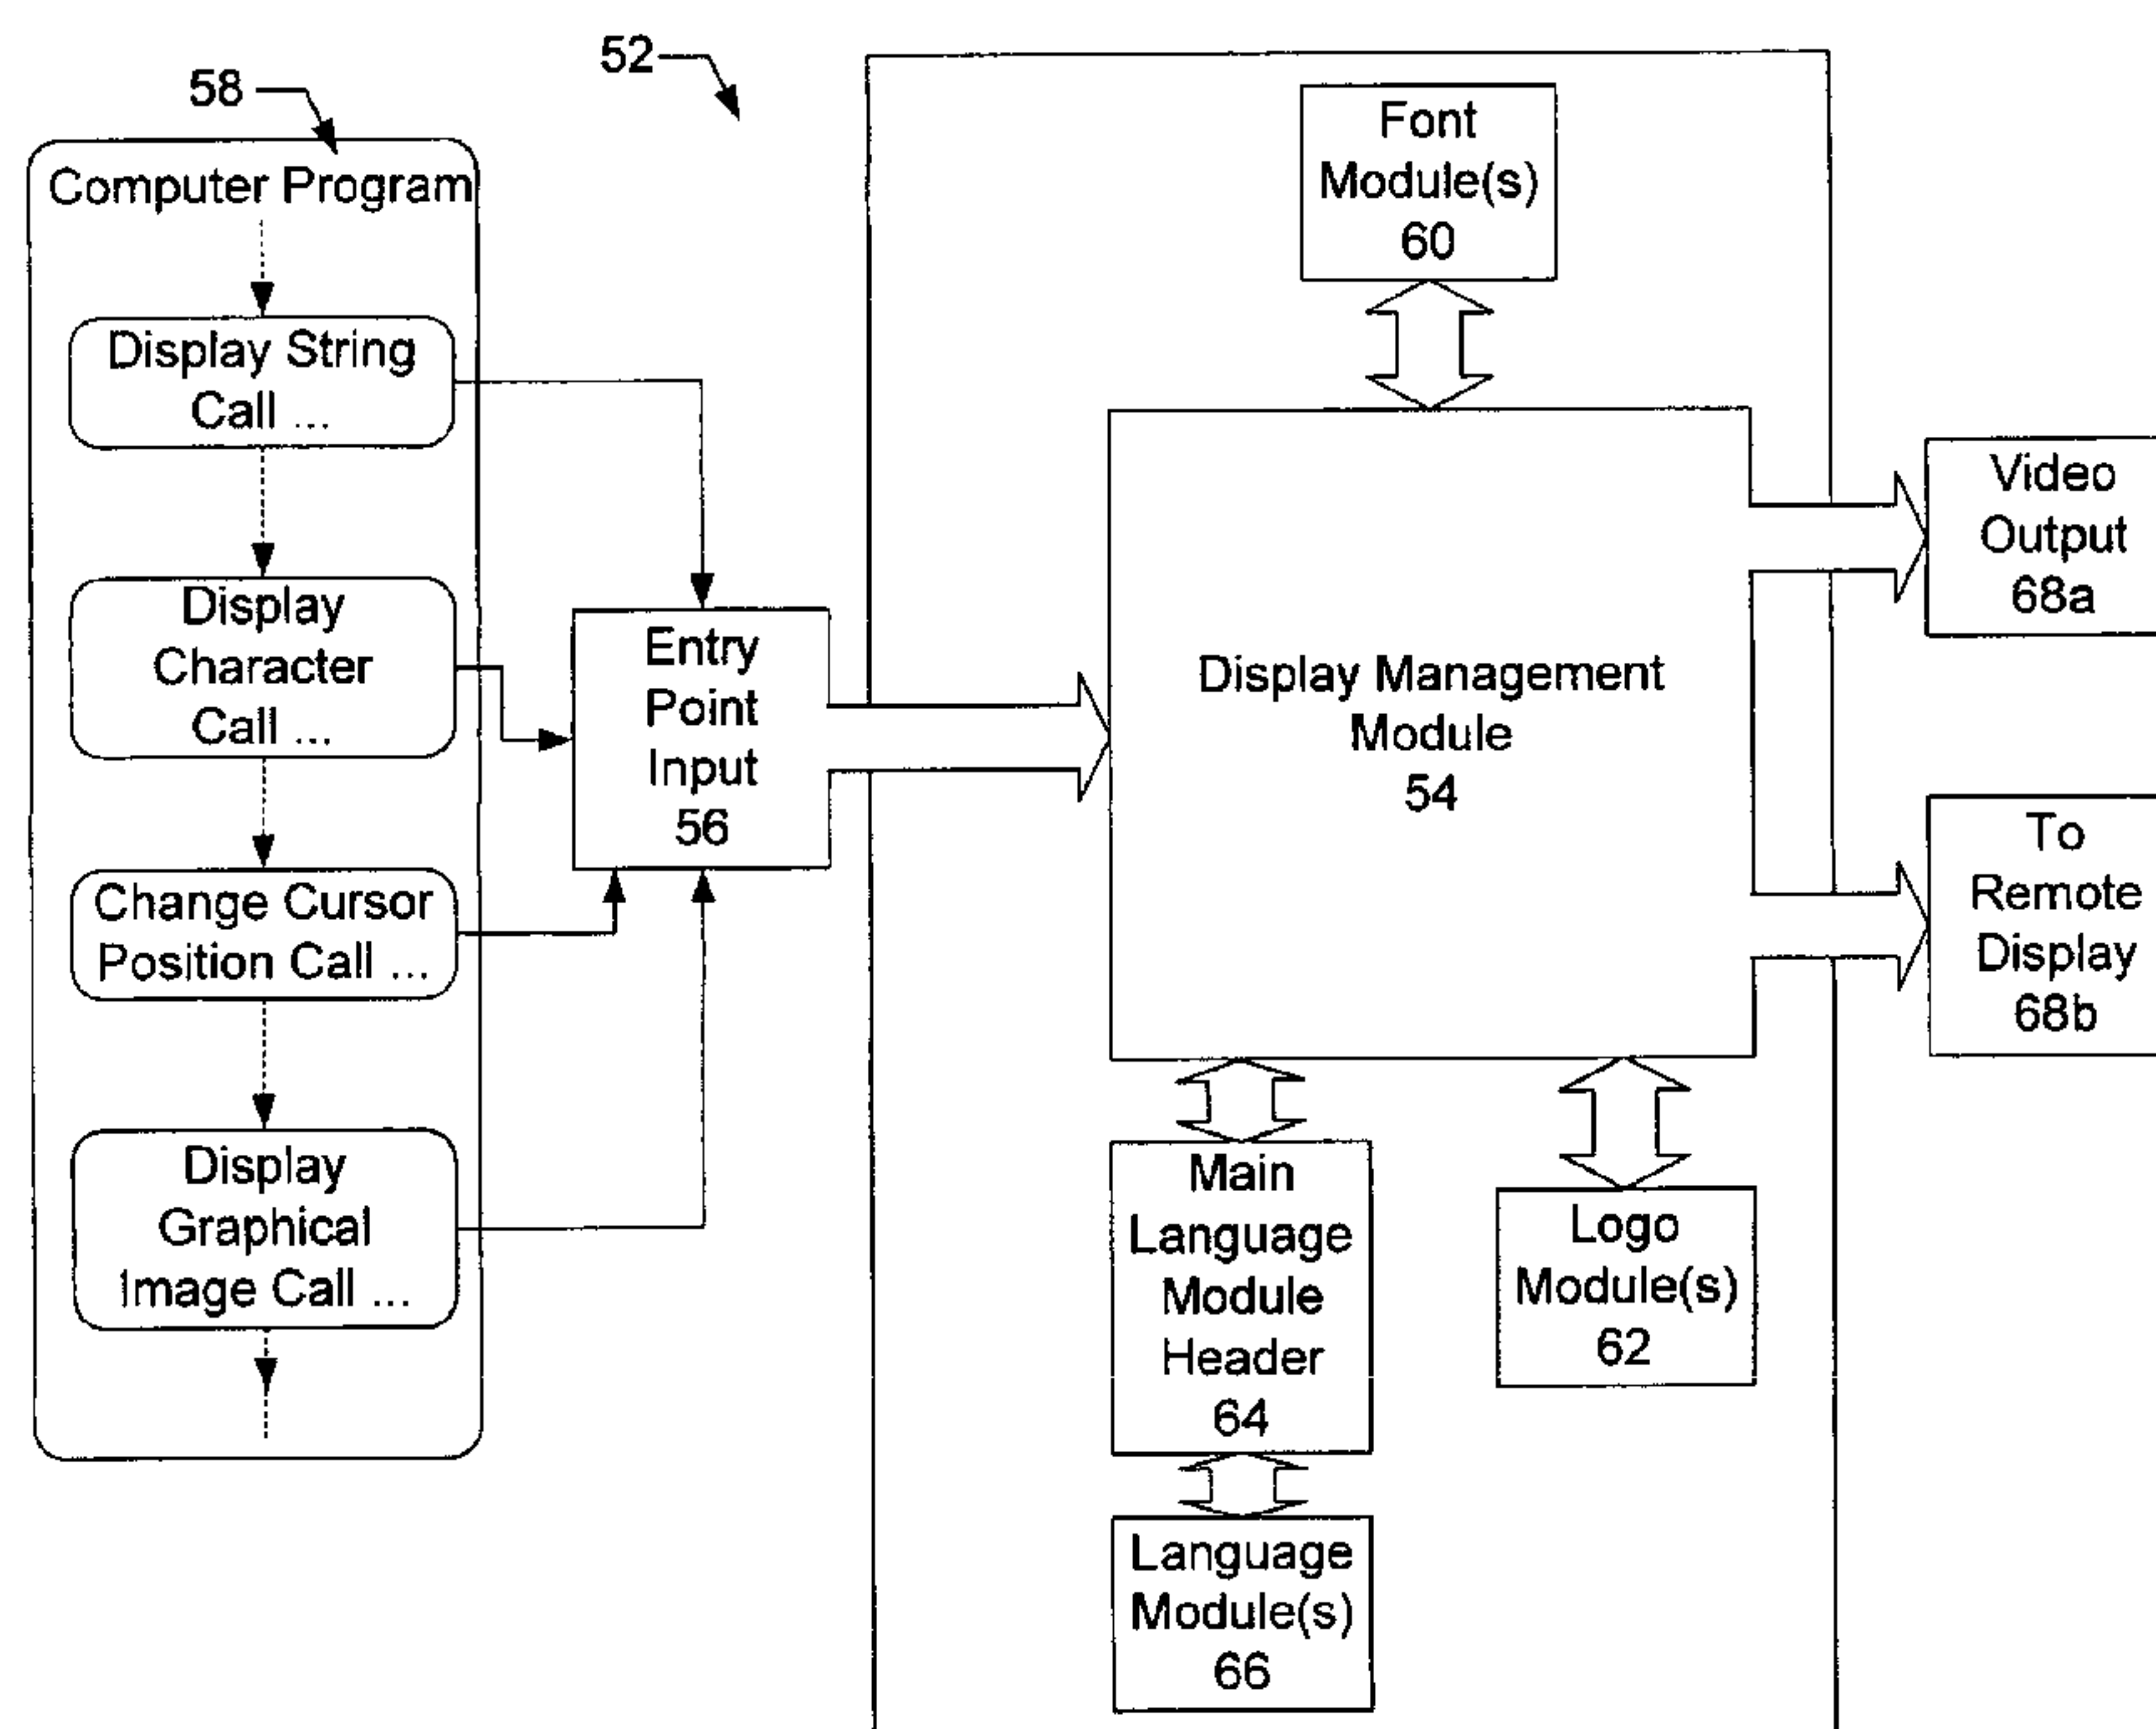 52
58
Computer Program
Display String
Call ...
Display
Character
Call ...
Change Cursor
Position Call ...
Display
Graphical
Image Call ...
Entry
Point
Input
56
Font
Module(s)
60
Display Management
Module
54
Video
Output
68a
To
Remote
Display
68b
Main
Language
Module
Header
64
Logo
Module(s)
62
Language
Module(s)
66